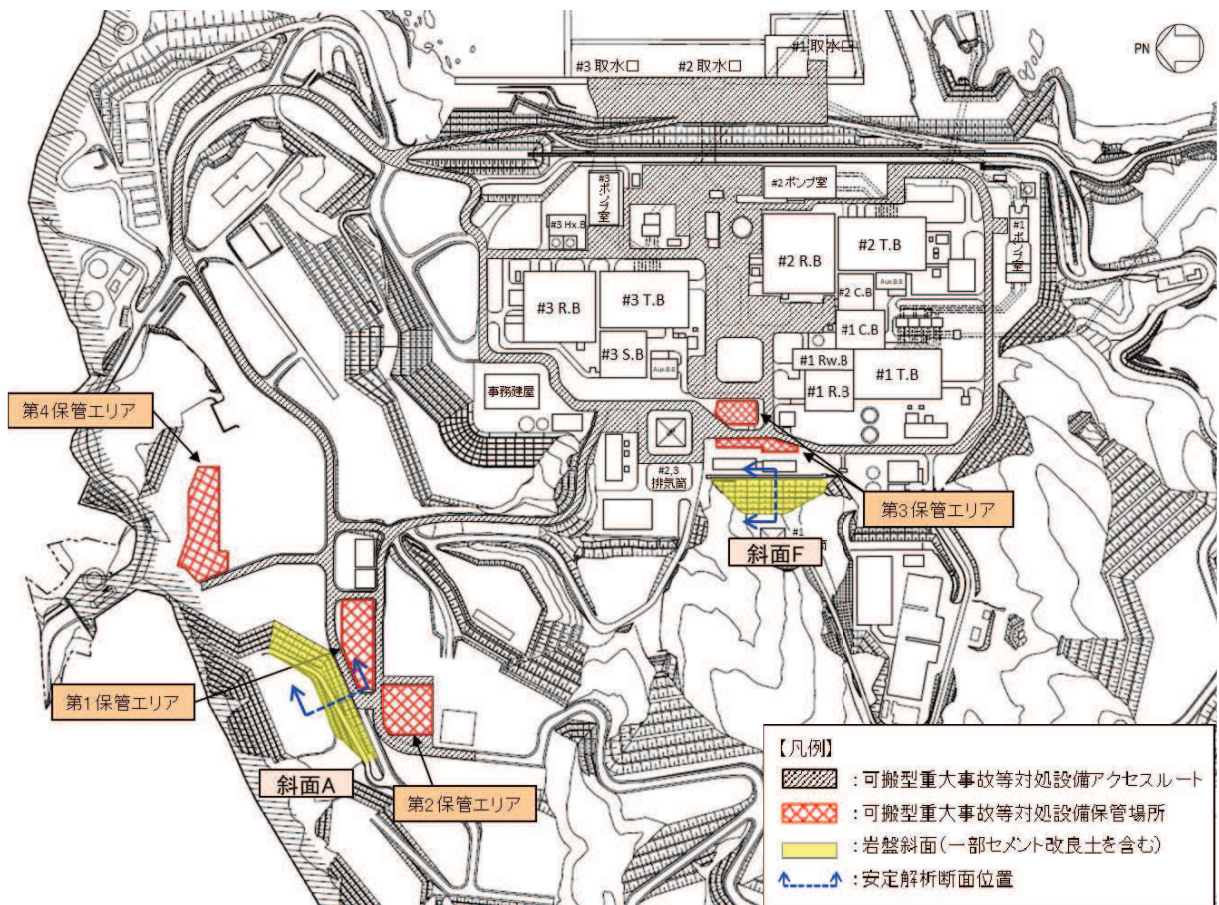 #1取水口
#3取水口
#2取水口
PN
#3
ポンプ室
#2ポンプ室
#1
ポンプ室
#3 Hx.B
#2 R.B
#2 T.B
#3 R.B
#3 T.B
#2 C.B
Aux.B.B
#1 C.B
#3 S.B
Aux.B.B
#1 Rw.B
#1 R.B
#1 T.B
事務建屋
第4保管エリア
#2,3
排気筒
第3保管エリア
#1
斜面F
第1保管エリア
斜面A
第2保管エリア
【凡例】
:可搬型重大事故等対処設備アクセスルート
:可搬型重大事故等対処設備保管場所
:岩盤斜面(一部セメント改良土を含む)
:安定解析断面位置